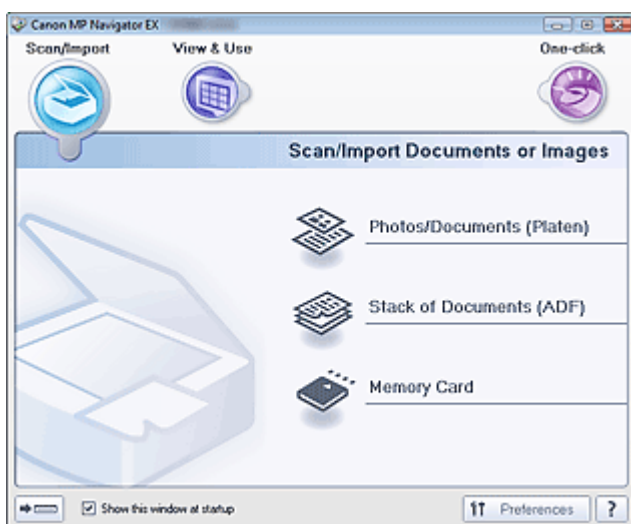 Canon MP Navigator EX
Scan/Import
View & Use
One-click
Scan/Import Documents or Images
Photos/Documents (Platen)
Stack of Documents (ADF)
Memory Card
Show this window at startup
Preferences
?